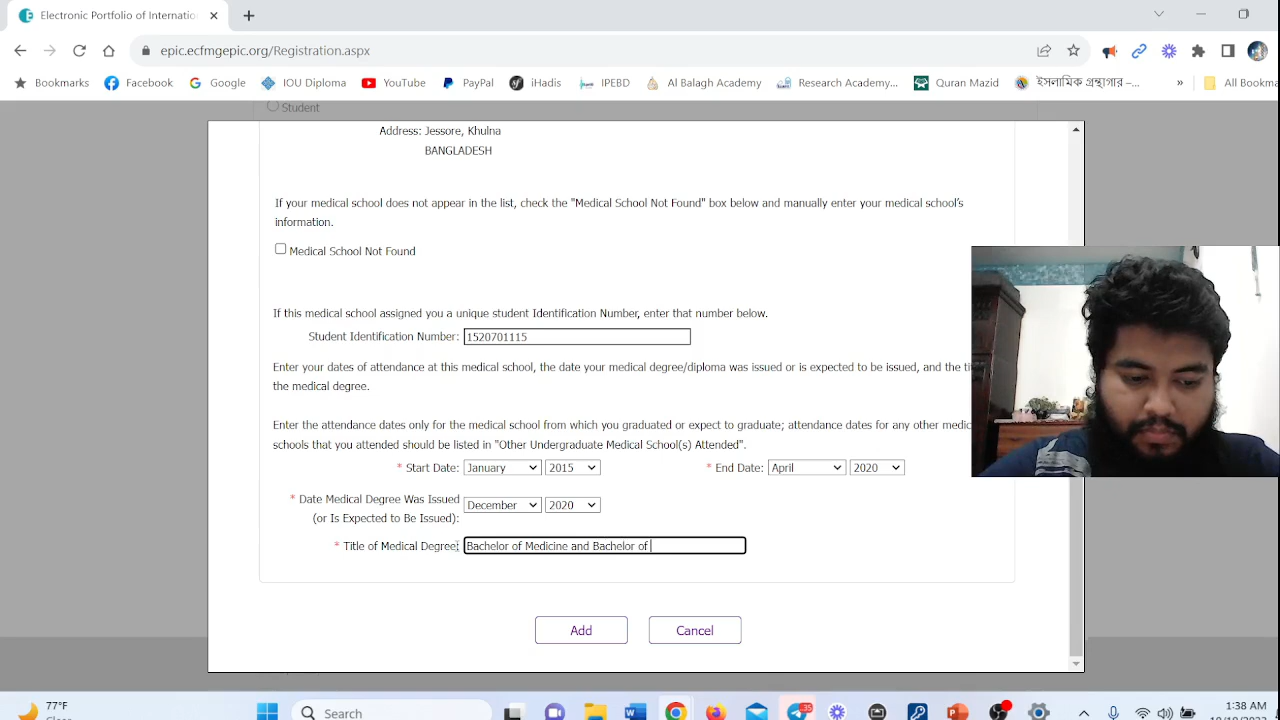 Electronic Portfolio of Internatio
epic.ecfmgepic.org/Registration.aspx
Bookmarks Facebook Google IOU Diploma YouTube PayPal iHadis IPEBD Al Balagh Academy Research Academy... Quran Mazid ইসলামিক গ্রন্থাগার –... » All Bookma
Student
Address: Jessore, Khulna
BANGLADESH
If your medical school does not appear in the list, check the "Medical School Not Found" box below and manually enter your medical school's
information.
Medical School Not Found
If this medical school assigned you a unique student Identification Number, enter that number below.
Student Identification Number: 1520701115
Enter your dates of attendance at this medical school, the date your medical degree/diploma was issued or is expected to be issued, and the ti
the medical degree.
Enter the attendance dates only for the medical school from which you graduated or expect to graduate; attendance dates for any other medic
schools that you attended should be listed in "Other Undergraduate Medical School(s) Attended".
* Start Date: January 2015 * End Date: April 2020
* Date Medical Degree Was Issued
(or Is Expected to Be Issued): December 2020
* Title of Medical Degree: Bachelor of Medicine and Bachelor of
Add Cancel
77°F
Search
35
1:38 AM